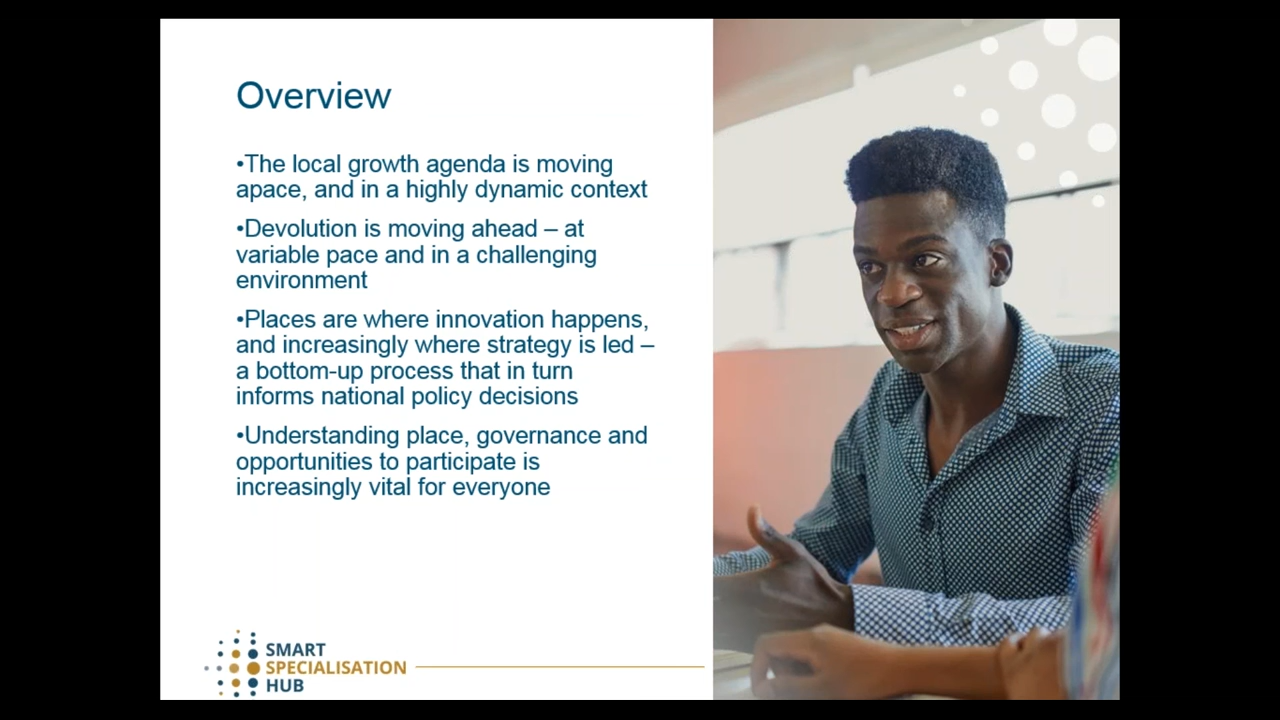 Overview
•The local growth agenda is moving
apace, and in a highly dynamic context
•Devolution is moving ahead – at
variable pace and in a challenging
environment
•Places are where innovation happens,
and increasingly where strategy is led –
a bottom-up process that in turn
informs national policy decisions
•Understanding place, governance and
opportunities to participate is
increasingly vital for everyone
SMART
SPECIALISATION
HUB